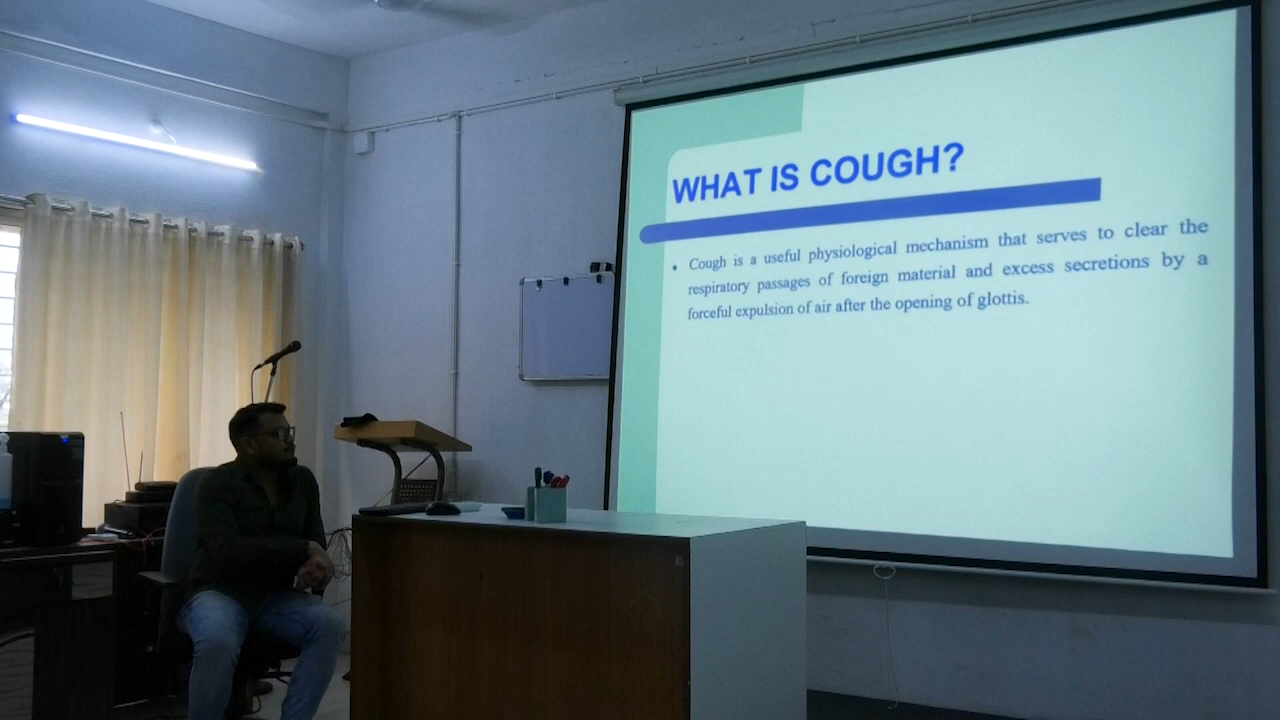 WHAT IS COUGH?
• Cough is a useful physiological mechanism that serves to clear the
respiratory passages of foreign material and excess secretions by a
forceful expulsion of air after the opening of glottis.